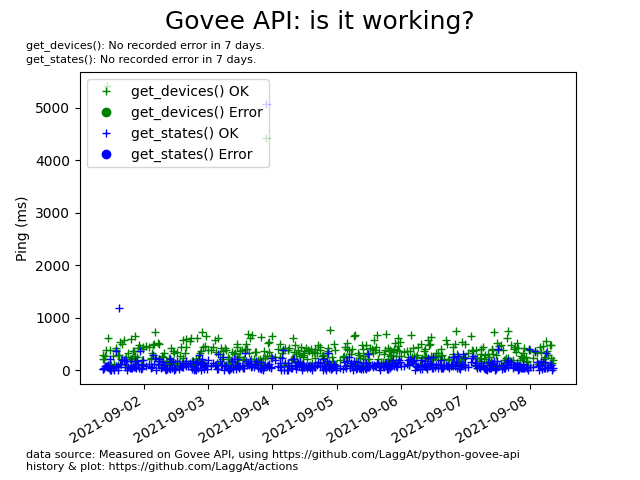 Govee API: is it working?
get_devices(): No recorded error in 7 days.
get_states(): No recorded error in 7 days.
get_devices() OK
get_devices() Error
get_states() OK
get_states() Error
Ping (ms)
5000
4000
3000
2000
1000
0
2021-09-02
2021-09-03
2021-09-04
2021-09-05
2021-09-06
2021-09-07
2021-09-08
data source: Measured on Govee API, using https://github.com/LaggAt/python-govee-api
history & plot: https://github.com/LaggAt/actions